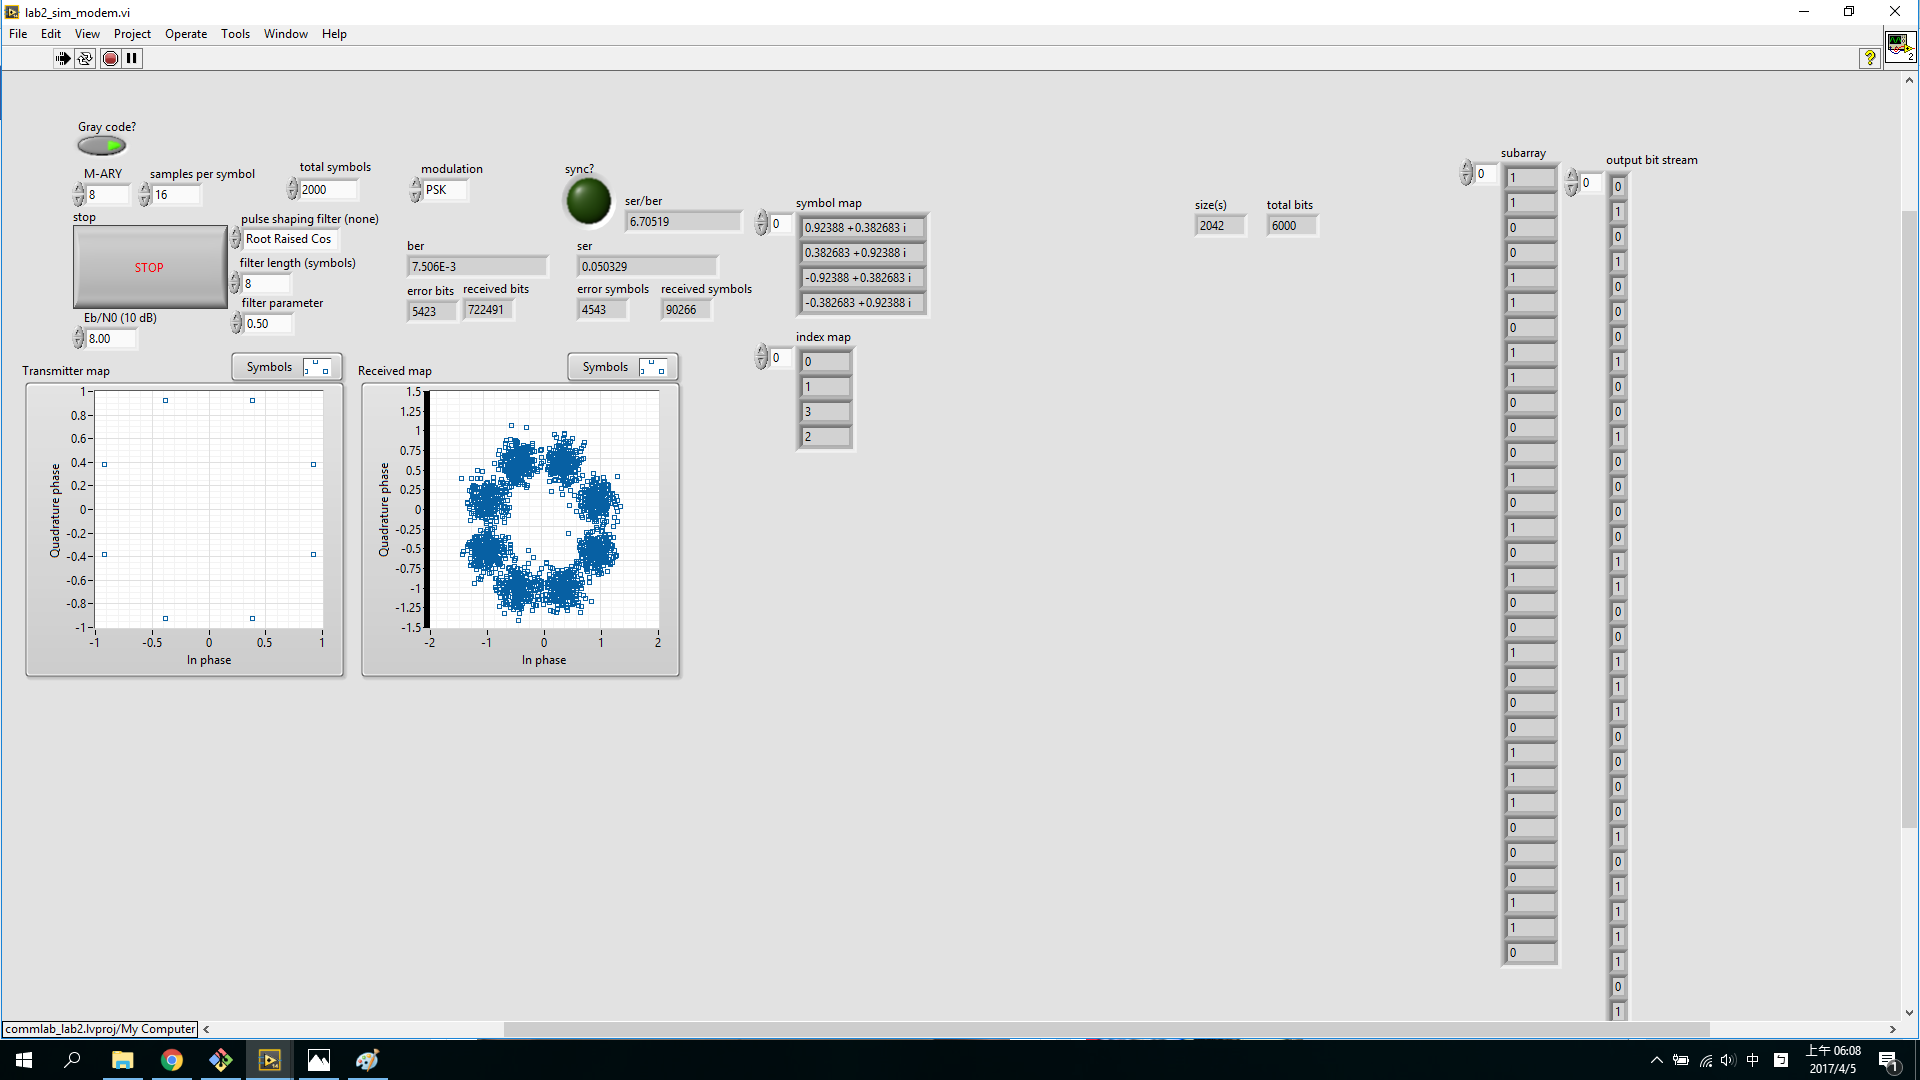 lab2_sim_modem.vi
File Edit View Project Operate Tools Window Help
2
Gray code?
M-ARY
8
samples per symbol
16
total symbols
2000
modulation
PSK
sync?
ser/ber
6.70519
stop
STOP
pulse shaping filter (none)
Root Raised Cos
filter length (symbols)
8
filter parameter
0.50
Eb/N0 (10 dB)
8.00
ber
7.506E-3
ser
0.050329
error bits
5423
received bits
722491
error symbols
4543
received symbols
90266
symbol map
0
0.92388 +0.382683 i
0.382683 +0.92388 i
-0.92388 +0.382683 i
-0.382683 +0.92388 i
index map
0
0
1
3
2
size(s)
2042
total bits
6000
Transmitter map
Symbols
Quadrature phase
1
0.8
0.6
0.4
0.2
0
-0.2
-0.4
-0.6
-0.8
-1
-1 -0.5 0 0.5 1
In phase
Received map
Symbols
Quadrature phase
1.5
1.25
1
0.75
0.5
0.25
0
-0.25
-0.5
-0.75
-1
-1.25
-1.5
-2 -1 0 1 2
In phase
subarray
0
1
1
0
0
1
1
0
1
1
0
0
0
1
0
1
0
1
0
0
1
0
0
0
1
1
1
0
0
0
1
1
0
output bit stream
0
0
1
0
1
0
0
0
1
0
0
1
0
0
0
0
1
1
0
0
1
1
1
0
0
0
0
1
0
1
1
1
1
0
1
commlab_lab2.lvproj/My Computer
中
上午 06:08
2017/4/5
1